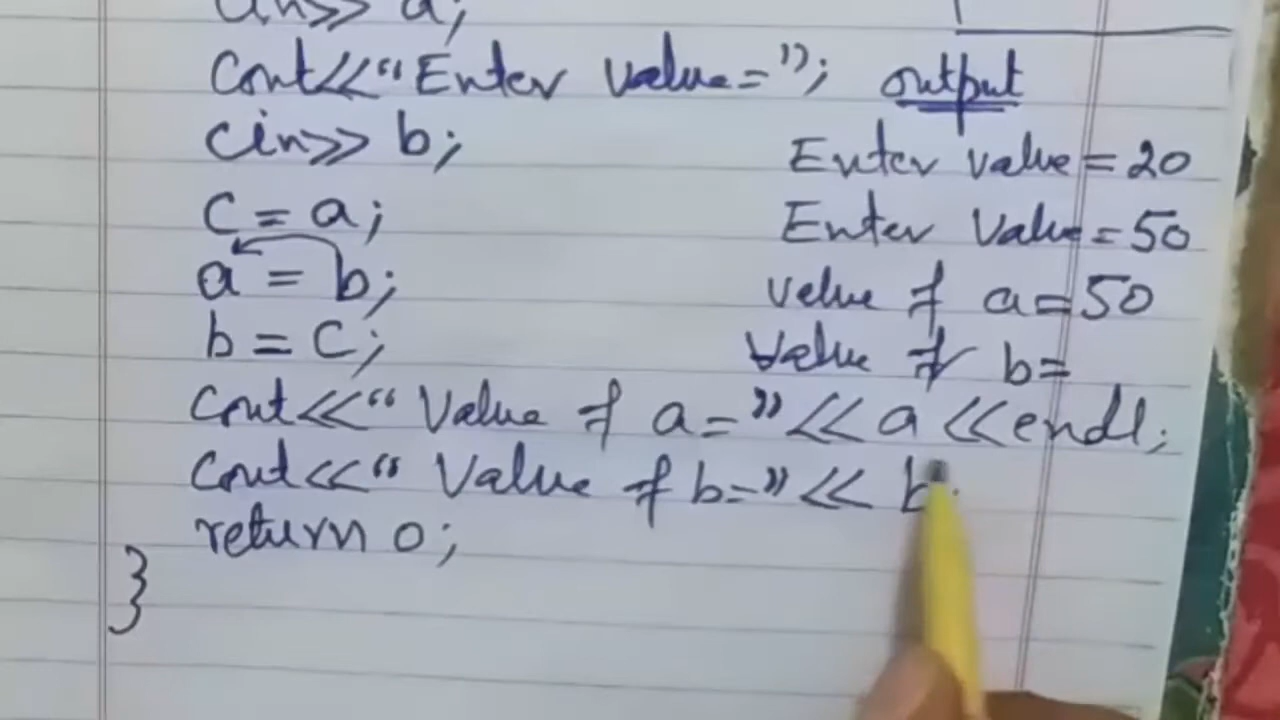 cin>> a;
cout<<"Enter value=";
cin>> b;
c = a;
a = b;
b = c;
cout<<"Value of a="<<a<<endl;
cout<<"Value of b="<< b
return 0;
}
output
Enter value=20
Enter Value=50
value of a=50
Value of b=